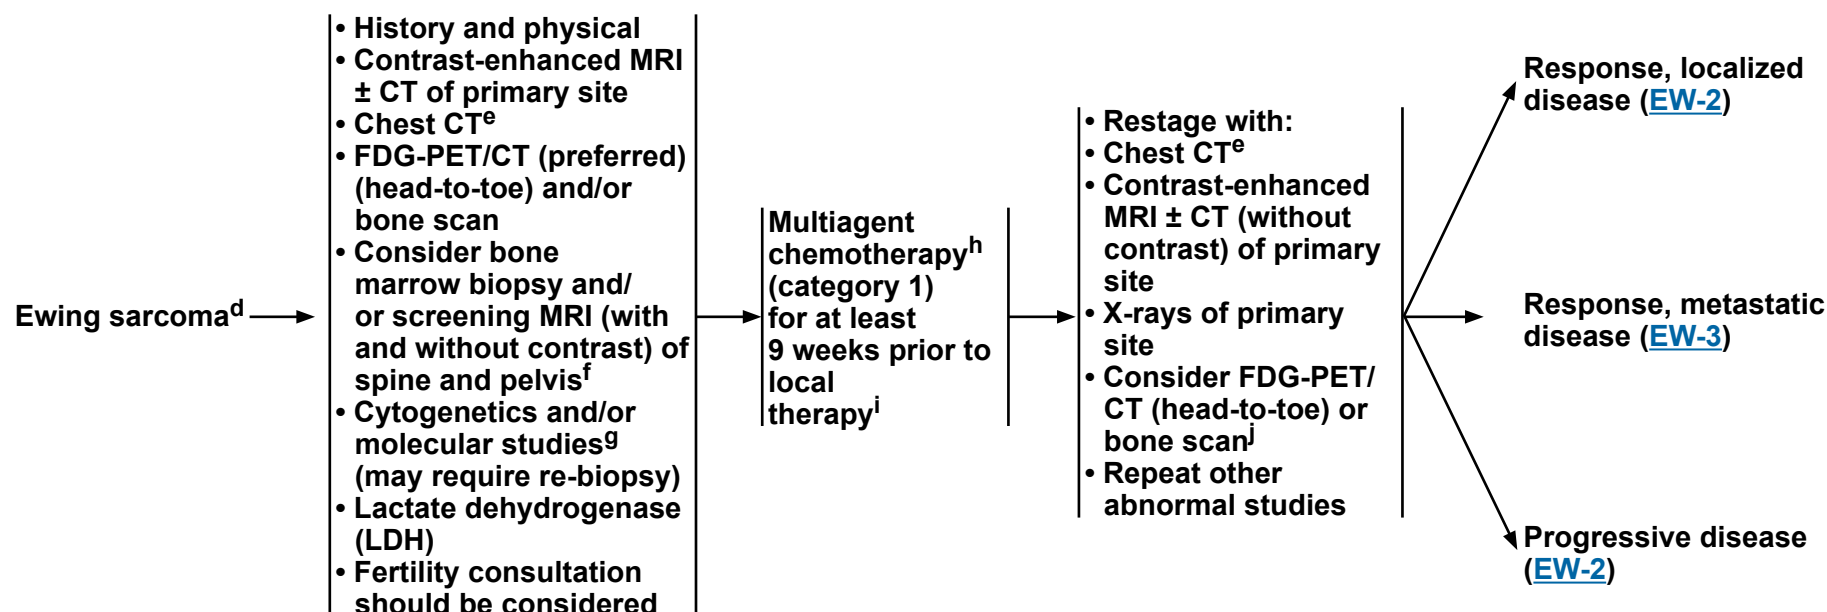 Ewing sarcomad
• History and physical
• Contrast-enhanced MRI
± CT of primary site
• Chest CTe
• FDG-PET/CT (preferred)
(head-to-toe) and/or
bone scan
• Consider bone
marrow biopsy and/
or screening MRI (with
and without contrast) of
spine and pelvisf
• Cytogenetics and/or
molecular studiesg
(may require re-biopsy)
• Lactate dehydrogenase
(LDH)
• Fertility consultation
should be considered
Multiagent
chemotherapyh
(category 1)
for at least
9 weeks prior to
local
therapyi
• Restage with:
• Chest CTe
• Contrast-enhanced
MRI ± CT (without
contrast) of primary
site
• X-rays of primary
site
• Consider FDG-PET/
CT (head-to-toe) or
bone scanj
• Repeat other
abnormal studies
Response, localized
disease (EW-2)
Response, metastatic
disease (EW-3)
Progressive disease
(EW-2)